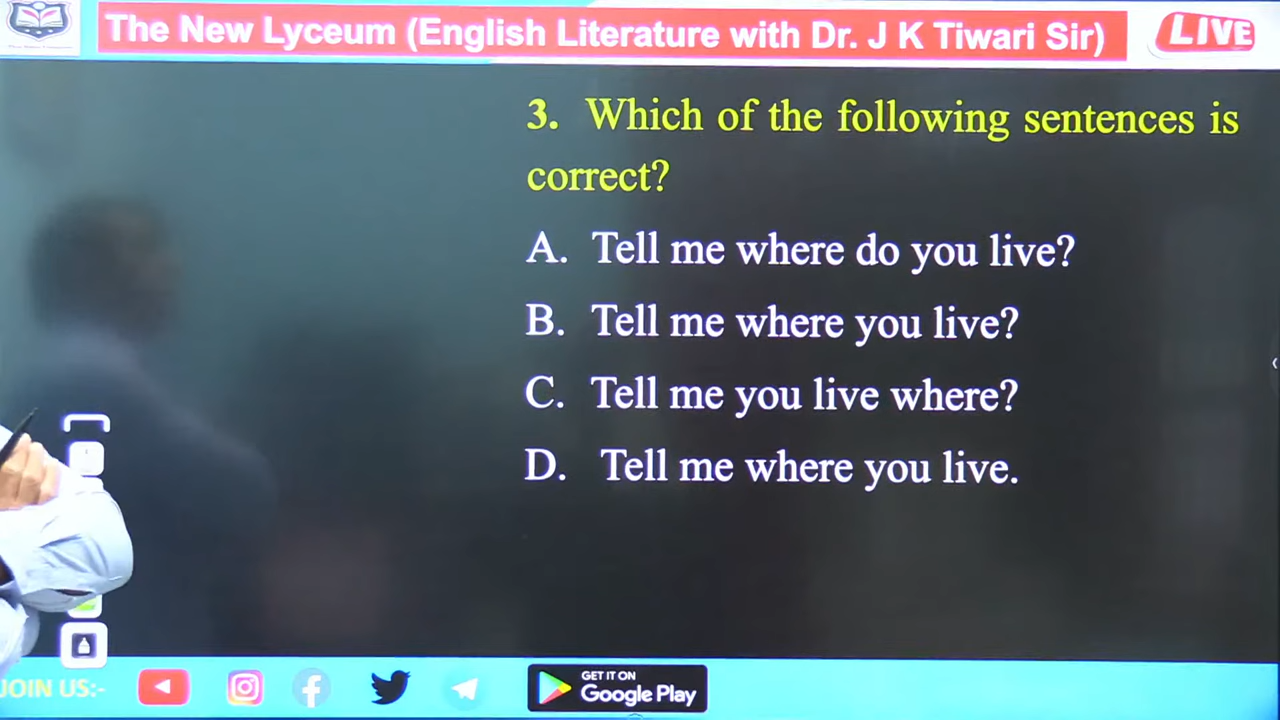 The New Lyceum (English Literature with Dr. J K Tiwari Sir)
LIVE
3. Which of the following sentences is
correct?
A. Tell me where do you live?
B. Tell me where you live?
C. Tell me you live where?
D. Tell me where you live.
JOIN US:-
GET IT ON
Google Play